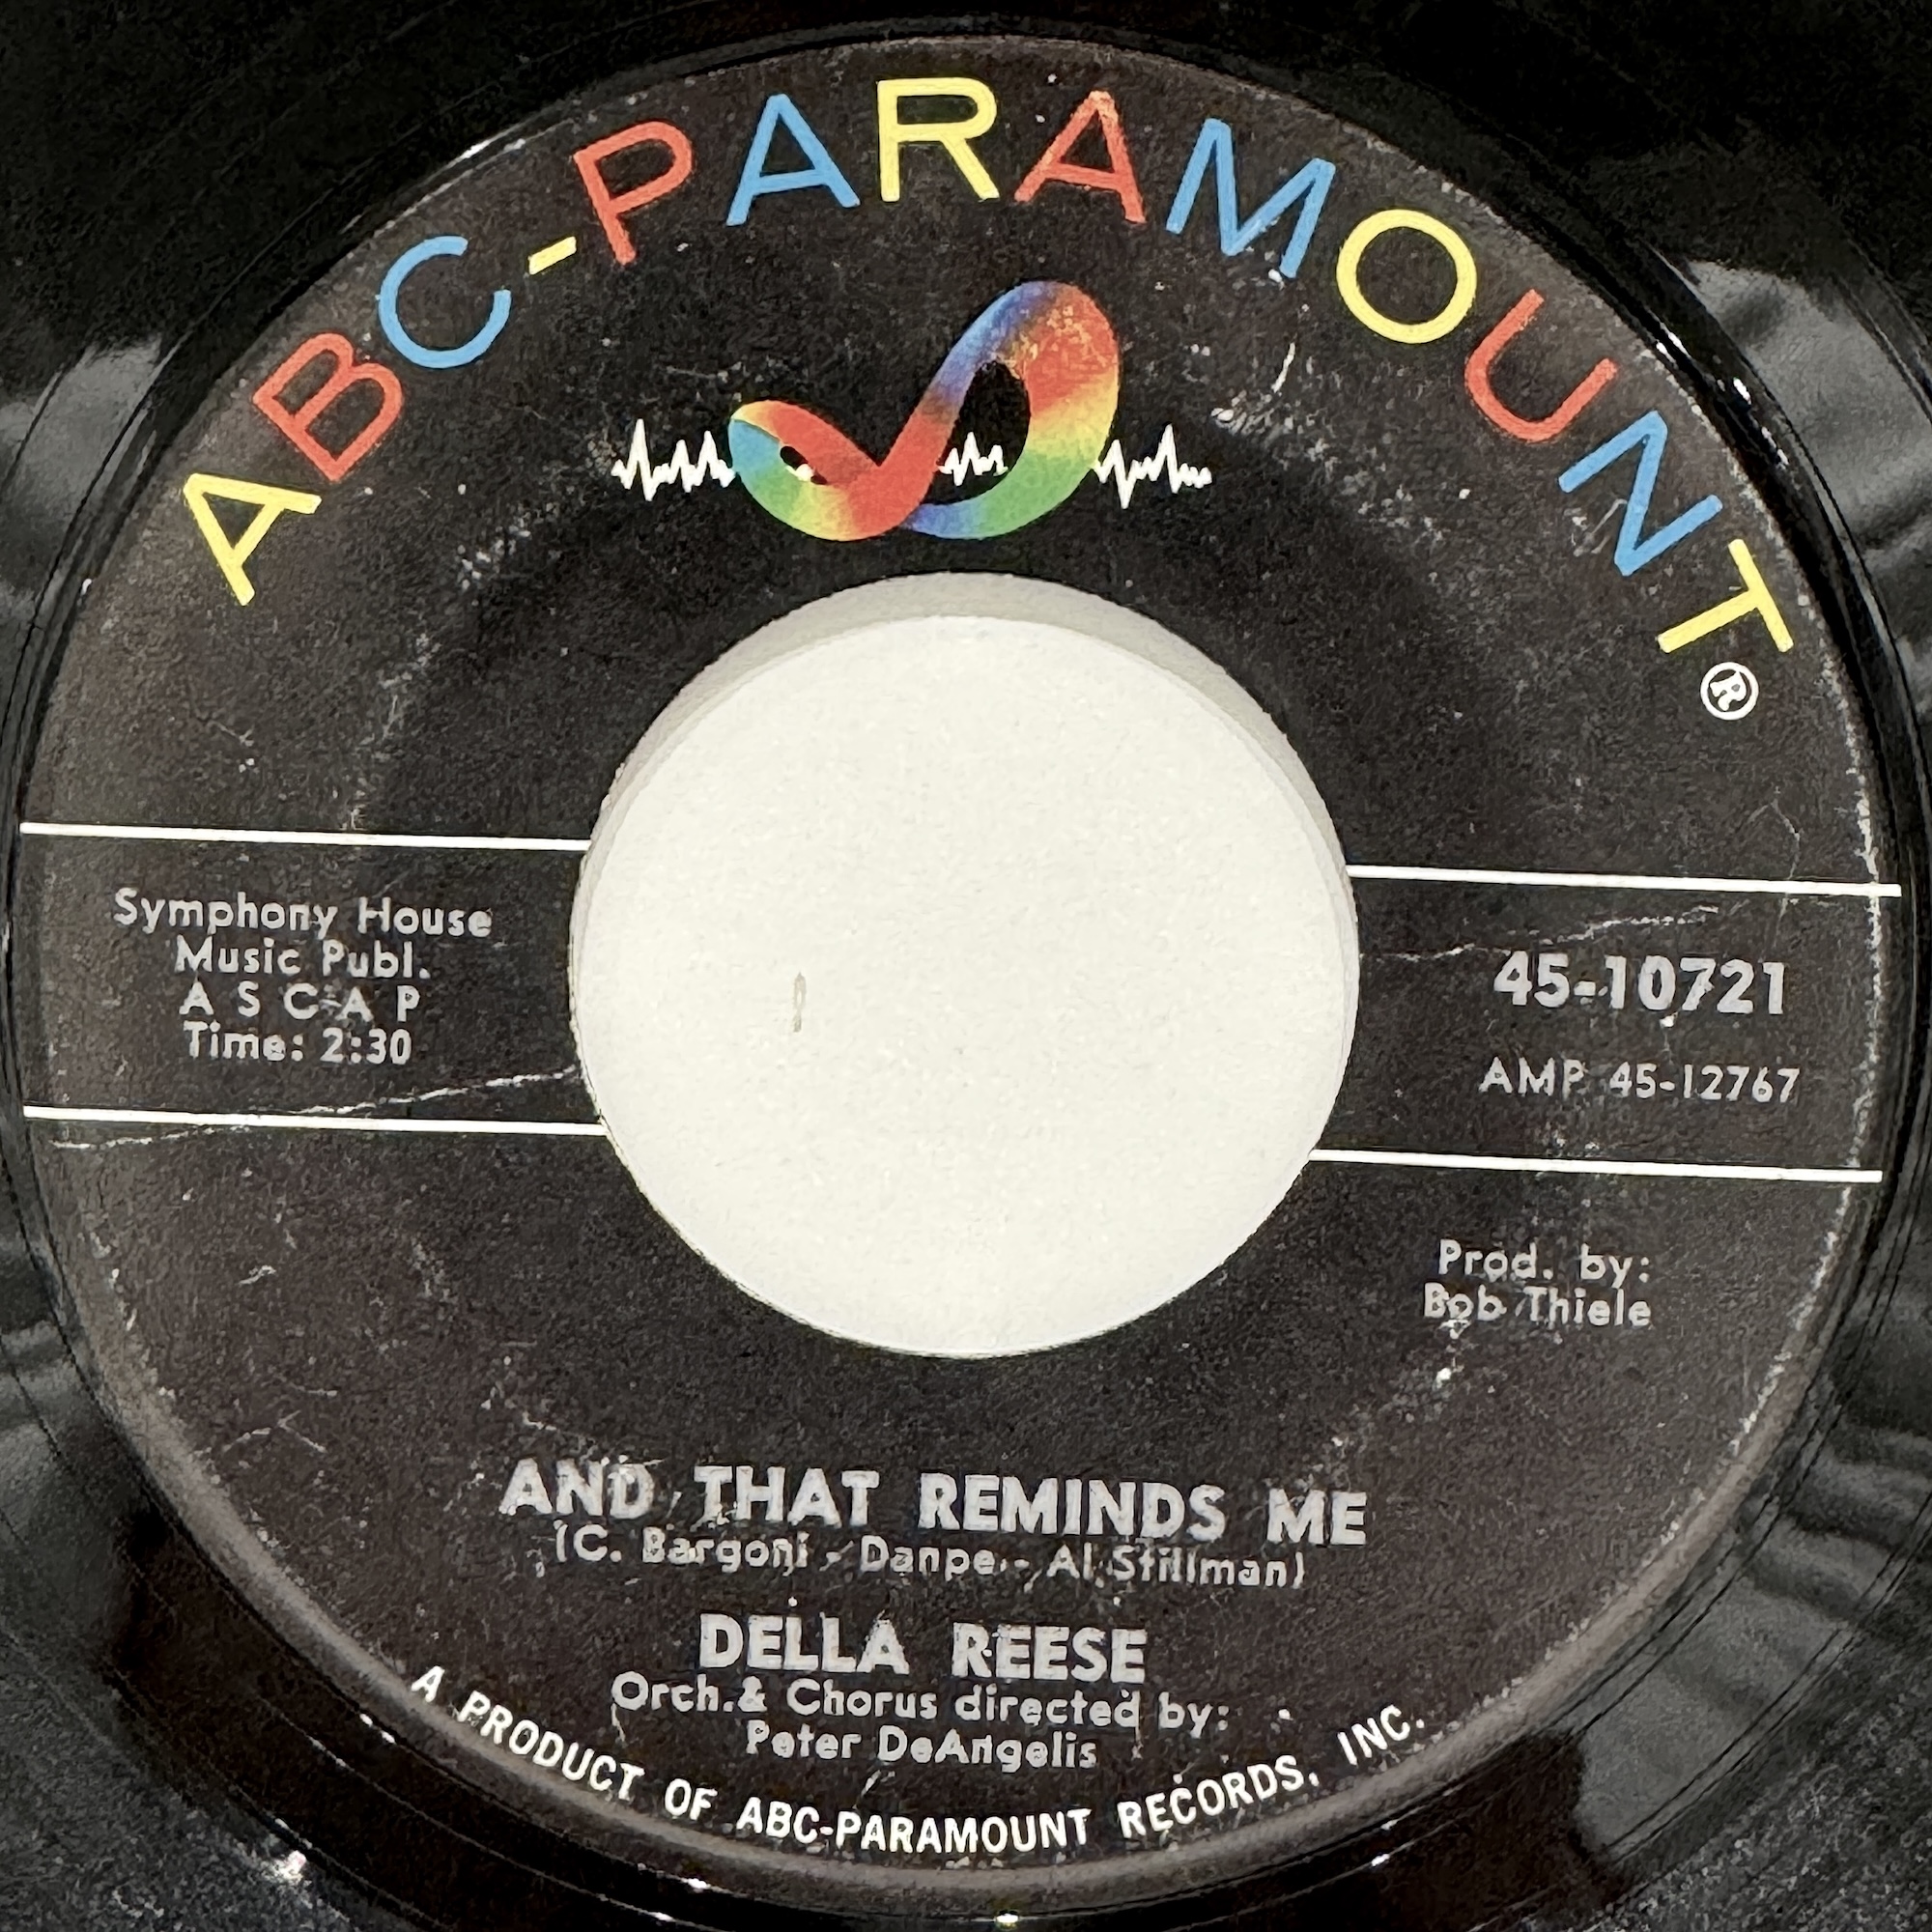 ABC-PARAMOUNT®
Symphony House
Music Publ.
A S C A P
Time: 2:30
45-10721
AMP 45-12767
Prod. by:
Bob Thiele
AND THAT REMINDS ME
(C. Bargoni - Danpe - Al Stillman)
DELLA REESE
Orch.& Chorus directed by:
Peter DeAngelis
A PRODUCT OF ABC-PARAMOUNT RECORDS, INC.